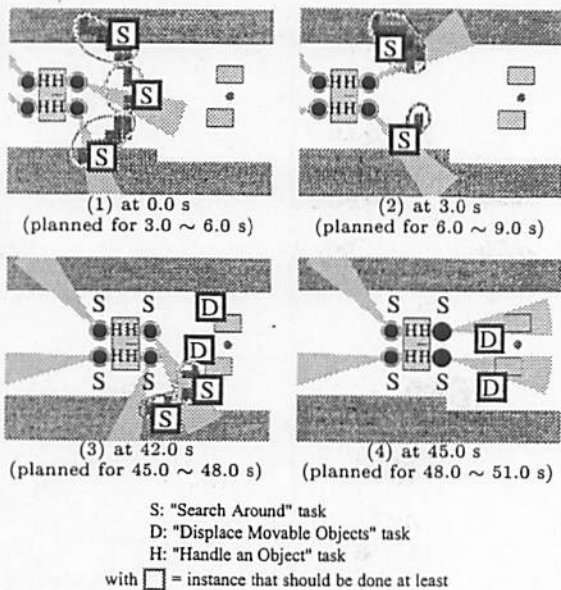 S
S
HH
HH
S
S
HH
HH
S
(1) at 0.0 s
(2) at 3.0 s
(planned for 3.0 ~ 6.0 s)
(planned for 6.0 ~ 9.0 s)
S S D
HH
HH D
S S S
S
S S
HH D
HH
S S D
(3) at 42.0 s
(4) at 45.0 s
(planned for 45.0 ~ 48.0 s)
(planned for 48.0 ~ 51.0 s)
S: "Search Around" task
D: "Displace Movable Objects" task
H: "Handle an Object" task
with = instance that should be done at least